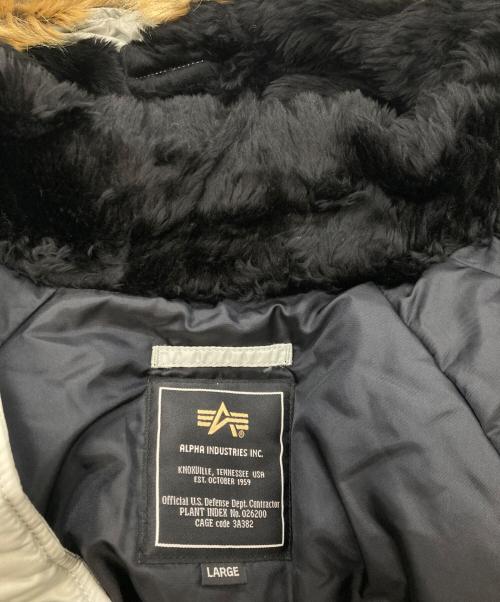 ALPHA INDUSTRIES INC.
KNOXVILLE, TENNESSEE USA
EST. OCTOBER 1959
Official U.S. Defense Dept. Contractor
PLANT INDEX No. 026200
CAGE code 3A382
LARGE